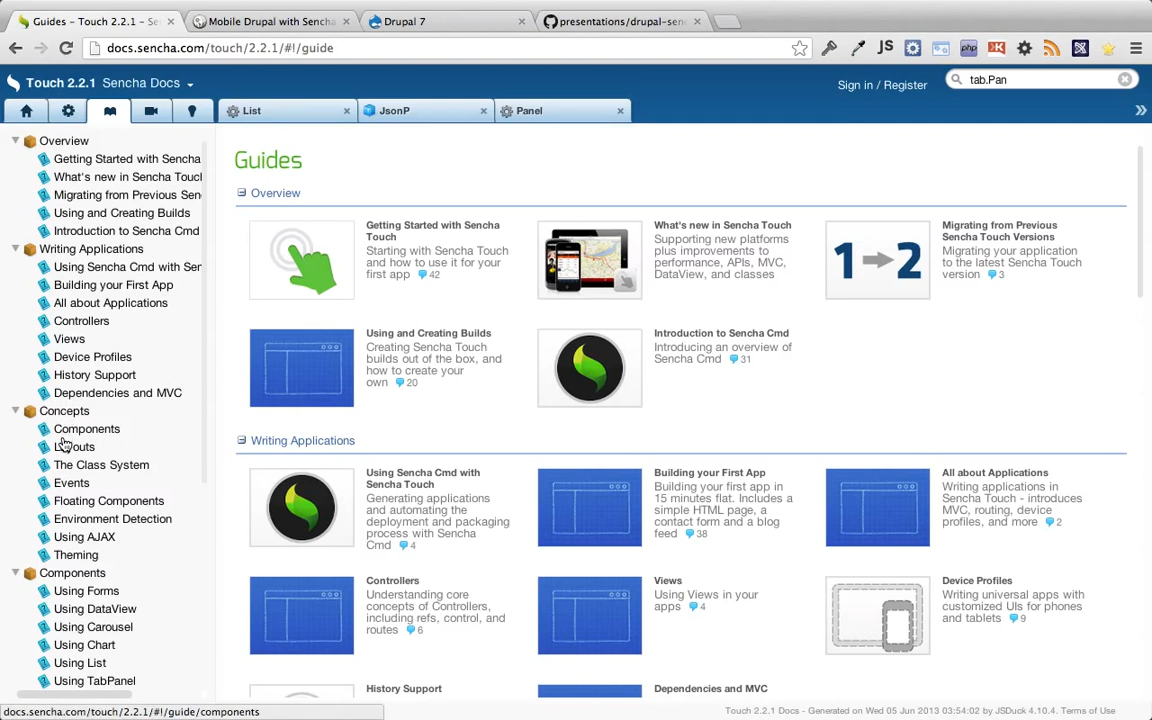 Guides – Touch 2.2.1 – Se
Mobile Drupal with Sencha
Drupal 7
presentations/drupal-sen
docs.sencha.com/touch/2.2.1/#!/guide
JS
php
Touch 2.2.1 Sencha Docs
Sign in / Register
tab.Pan
List
JsonP
Panel
Overview
Getting Started with Sencha
What's new in Sencha Touch
Migrating from Previous Sen
Using and Creating Builds
Introduction to Sencha Cmd
Writing Applications
Using Sencha Cmd with Sen
Building your First App
All about Applications
Controllers
Views
Device Profiles
History Support
Dependencies and MVC
Concepts
Components
Layouts
The Class System
Events
Floating Components
Environment Detection
Using AJAX
Theming
Components
Using Forms
Using DataView
Using Carousel
Using Chart
Using List
Using TabPanel
Guides
Overview
Getting Started with Sencha
Touch
Starting with Sencha Touch
and how to use it for your
first app 42
What's new in Sencha Touch
Supporting new platforms
plus improvements to
performance, APIs, MVC,
DataView, and classes
1 2
Migrating from Previous
Sencha Touch Versions
Migrating your application
to the latest Sencha Touch
version 3
Using and Creating Builds
Creating Sencha Touch
builds out of the box, and
how to create your
own 20
Introduction to Sencha Cmd
Introducing an overview of
Sencha Cmd 31
Writing Applications
Using Sencha Cmd with
Sencha Touch
Generating applications
and automating the
deployment and packaging
process with Sencha
Cmd 4
Building your First App
Building your first app in
15 minutes flat. Includes a
simple HTML page, a
contact form and a blog
feed 38
All about Applications
Writing applications in
Sencha Touch - introduces
MVC, routing, device
profiles, and more 2
Controllers
Understanding core
concepts of Controllers,
including refs, control, and
routes 6
Views
Using Views in your
apps 4
Device Profiles
Writing universal apps with
customized UIs for phones
and tablets 9
History Support
Dependencies and MVC
docs.sencha.com/touch/2.2.1/#!/guide/components
Touch 2.2.1 Docs - Generated on Wed 05 Jun 2013 03:54:02 by JSDuck 4.10.4. Terms of Use